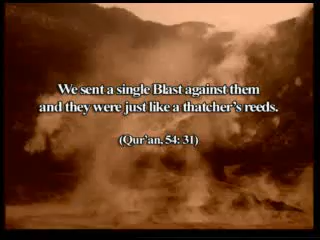 We sent a single Blast against them
and they were just like a thatcher's reeds.
(Qur'an, 54: 31)